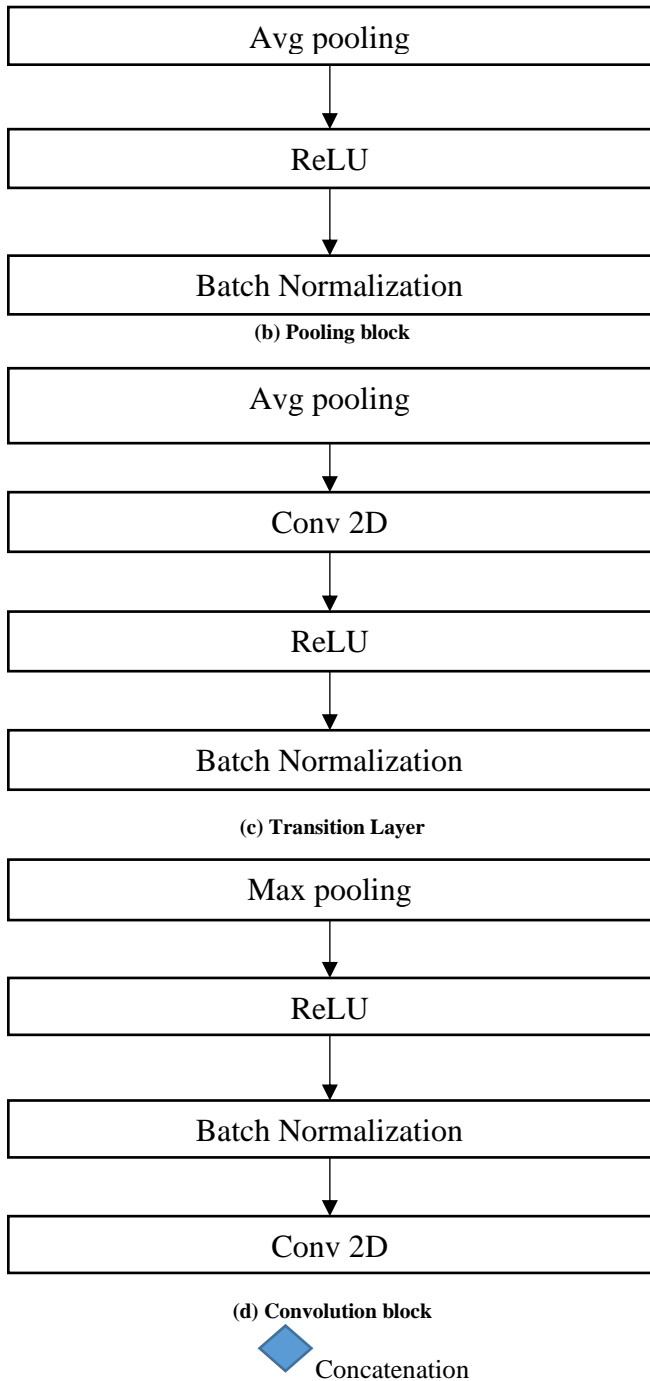 Avg pooling
ReLU
Batch Normalization
(b) Pooling block
Avg pooling
Conv 2D
ReLU
Batch Normalization
(c) Transition Layer
Max pooling
ReLU
Batch Normalization
Conv 2D
(d) Convolution block
Concatenation